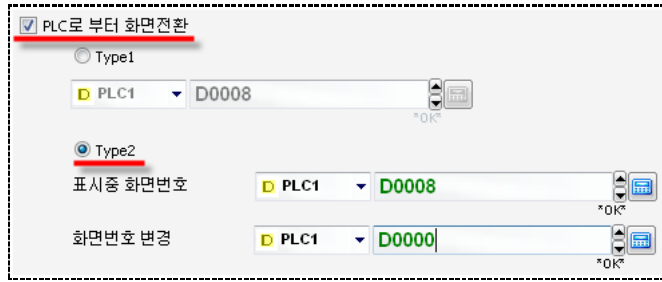 PLC로 부터 화면전환
Type1
D PLC1 D0008
"OK"
Type2
표시중 화면번호 D PLC1 D0008
"OK"
화면번호 변경 D PLC1 D0000
"OK"